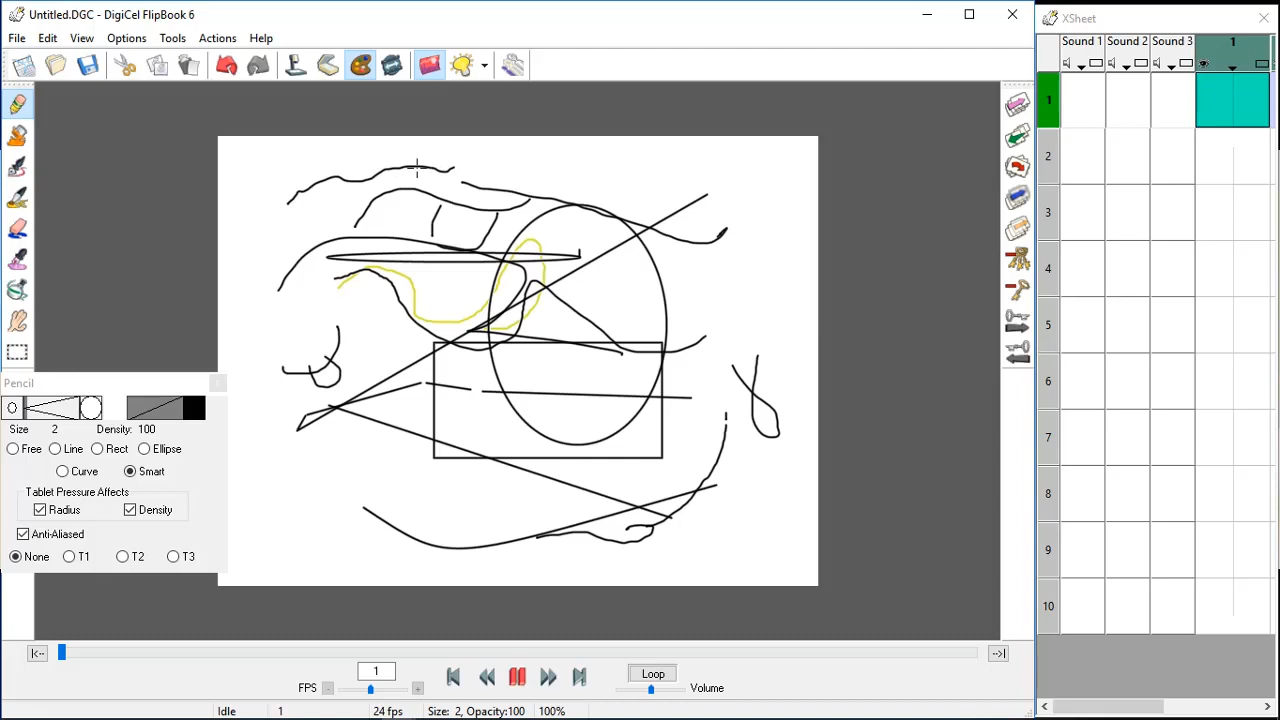 Untitled.DGC - DigiCel FlipBook 6
File Edit View Options Tools Actions Help
Pencil
Size 2 Density: 100
Free Line Rect Ellipse
Curve Smart
Tablet Pressure Affects
Radius Density
Anti-Aliased
None T1 T2 T3
1
Loop
FPS - + Volume
Idle 1 24 fps Size: 2, Opacity:100 100%
XSheet
Sound 1 Sound 2 Sound 3 1
1
2
3
4
5
6
7
8
9
10